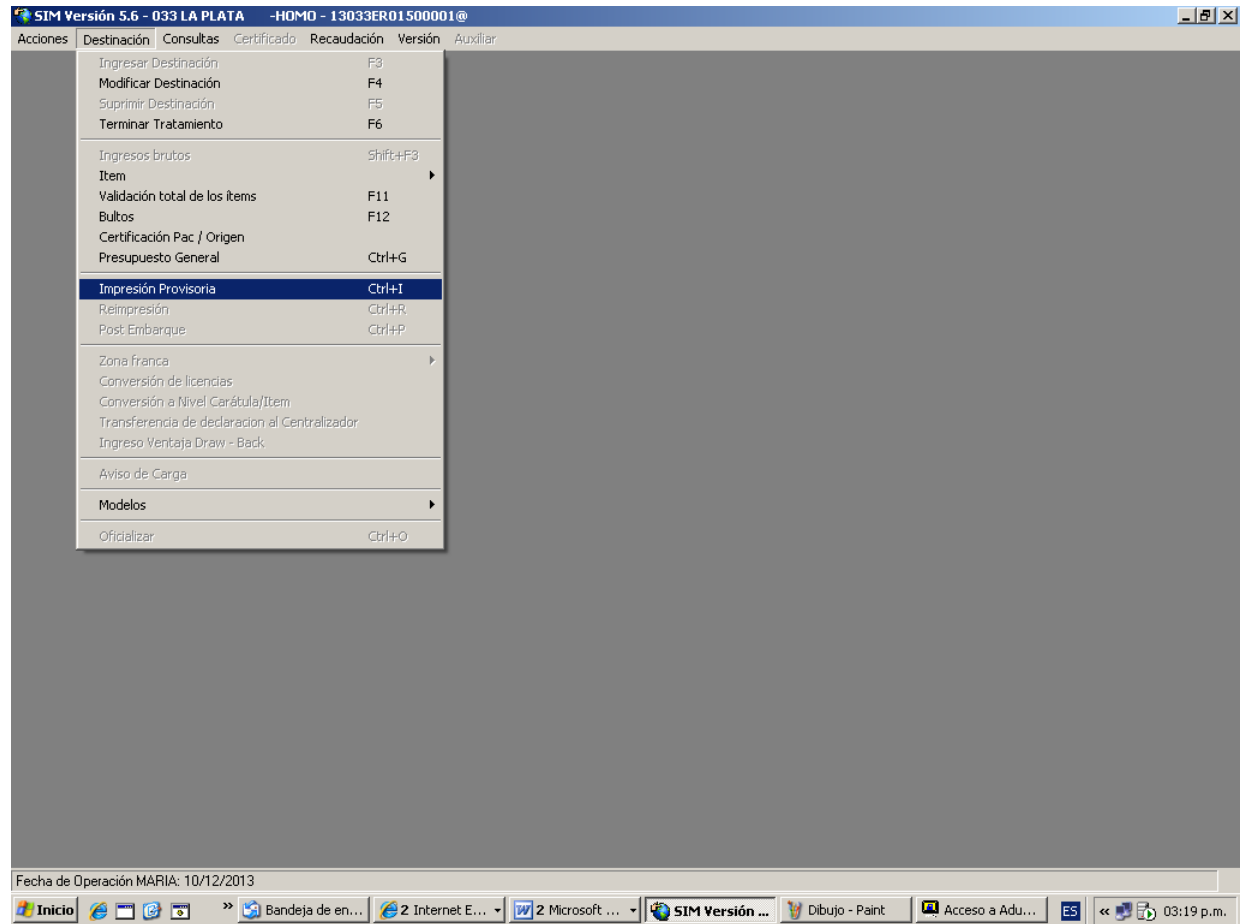 SIM Versión 5.6 - 033 LA PLATA -HOMO - 13033ER01500001@
Acciones Destinación Consultas Certificado Recaudación Versión Auxiliar
Ingresar Destinación F3
Modificar Destinación F4
Suprimir Destinación F5
Terminar Tratamiento F6
Ingresos brutos Shift+F3
Item
Validación total de los ítems F11
Bultos F12
Certificación Pac / Origen
Presupuesto General Ctrl+G
Impresión Provisoria Ctrl+I
Reimpresión Ctrl+R
Post Embarque Ctrl+P
Zona franca
Conversión de licencias
Conversión a Nivel Carátula/Item
Transferencia de declaracion al Centralizador
Ingreso Ventaja Draw - Back
Aviso de Carga
Modelos
Oficializar Ctrl+O
Fecha de Operación MARIA: 10/12/2013
Inicio » Bandeja de en... 2 Internet E... 2 Microsoft ... SIM Versión ... Dibujo - Paint Acceso a Adu... ES « 03:19 p.m.